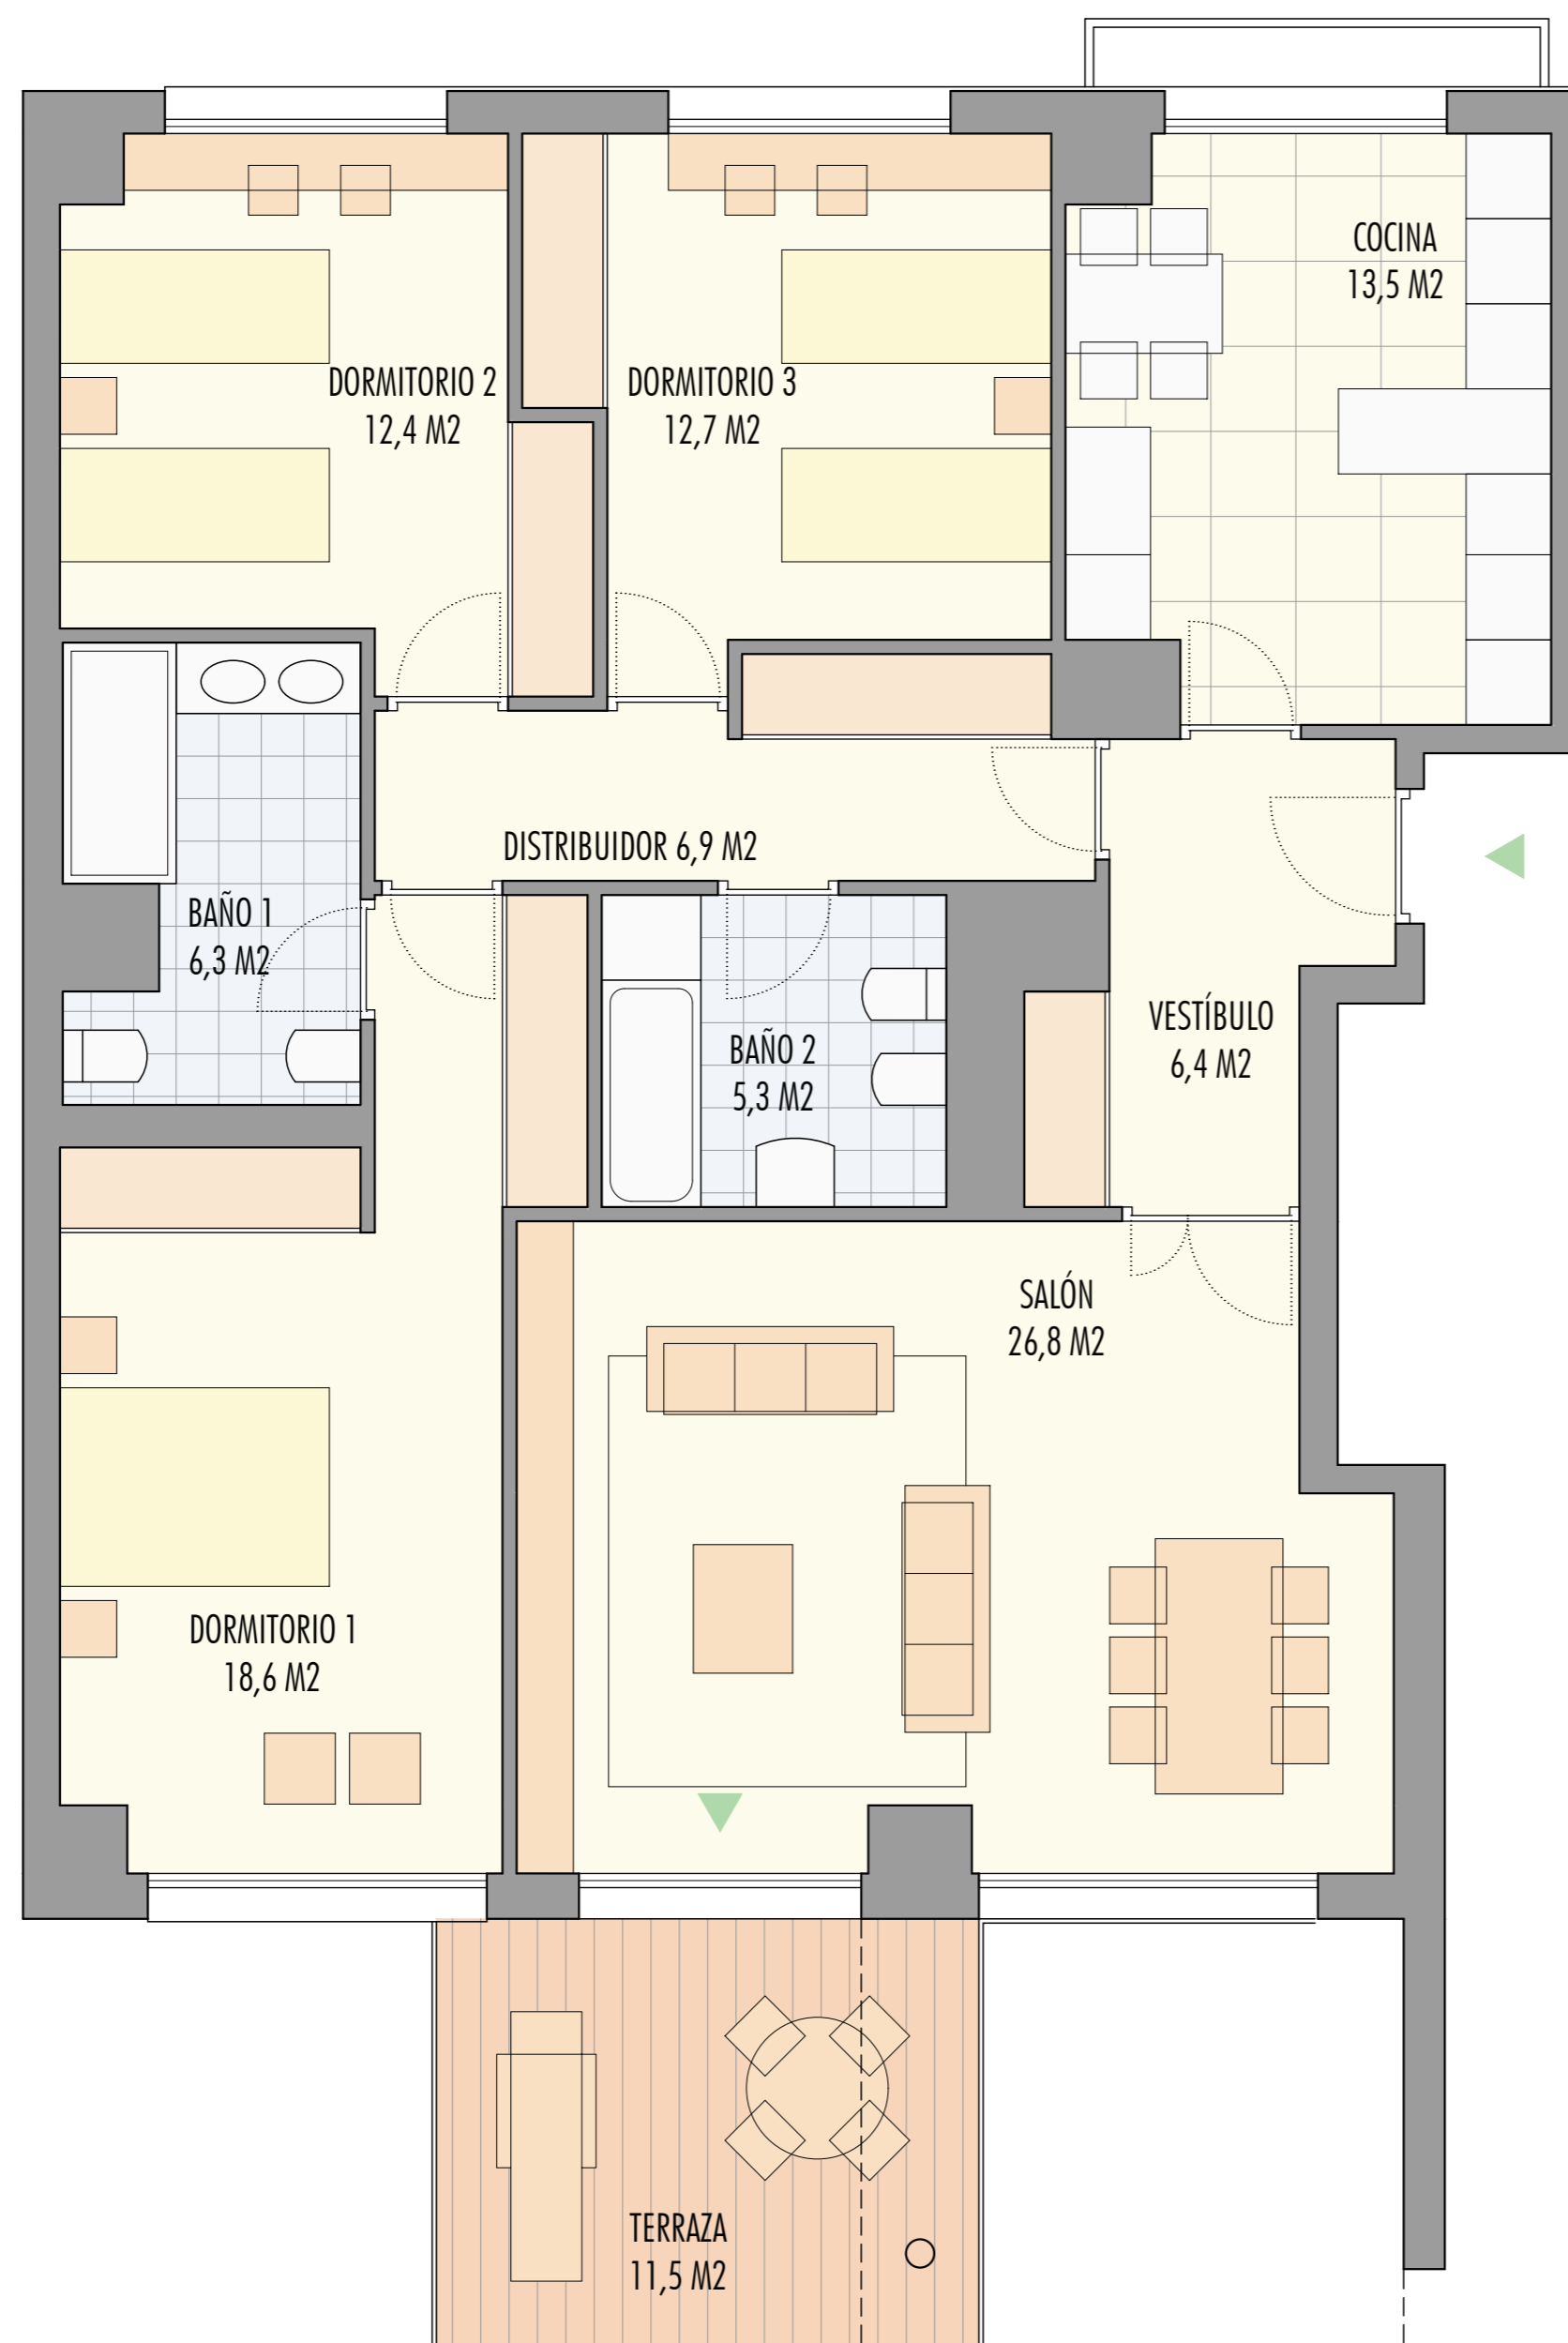 COCINA
13,5 M2
DORMITORIO 2
12,4 M2
DORMITORIO 3
12,7 M2
DISTRIBUIDOR 6,9 M2
BAÑO 1
6,3 M2
VESTÍBULO
6,4 M2
BAÑO 2
5,3 M2
SALÓN
26,8 M2
DORMITORIO 1
18,6 M2
TERRAZA
11,5 M2